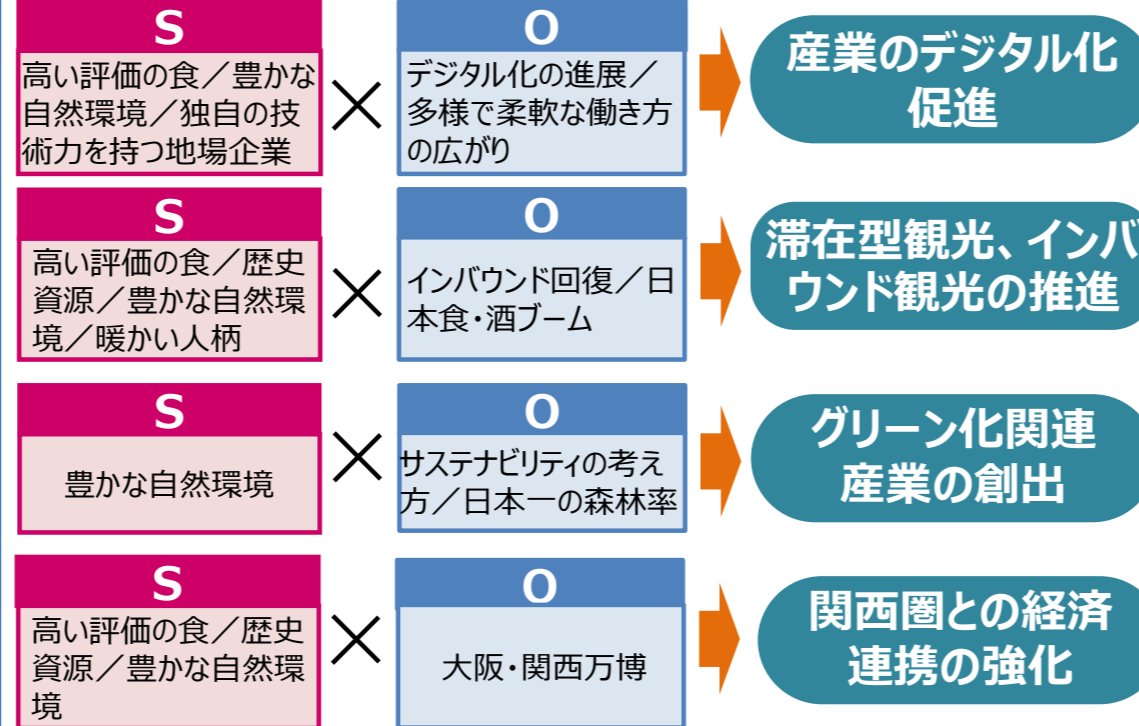 S
高い評価の食／豊かな
自然環境／独自の技
術力を持つ地場企業
×
O
デジタル化の進展／
多様で柔軟な働き方
の広がり
産業のデジタル化
促進
S
高い評価の食／歴史
資源／豊かな自然環
境／暖かい人柄
×
O
インバウンド回復／日
本食・酒ブーム
滞在型観光、インバ
ウンド観光の推進
S
豊かな自然環境
×
O
サステナビリティの考え
方／日本一の森林率
グリーン化関連
産業の創出
S
高い評価の食／歴史
資源／豊かな自然環
境
×
O
大阪・関西万博
関西圏との経済
連携の強化